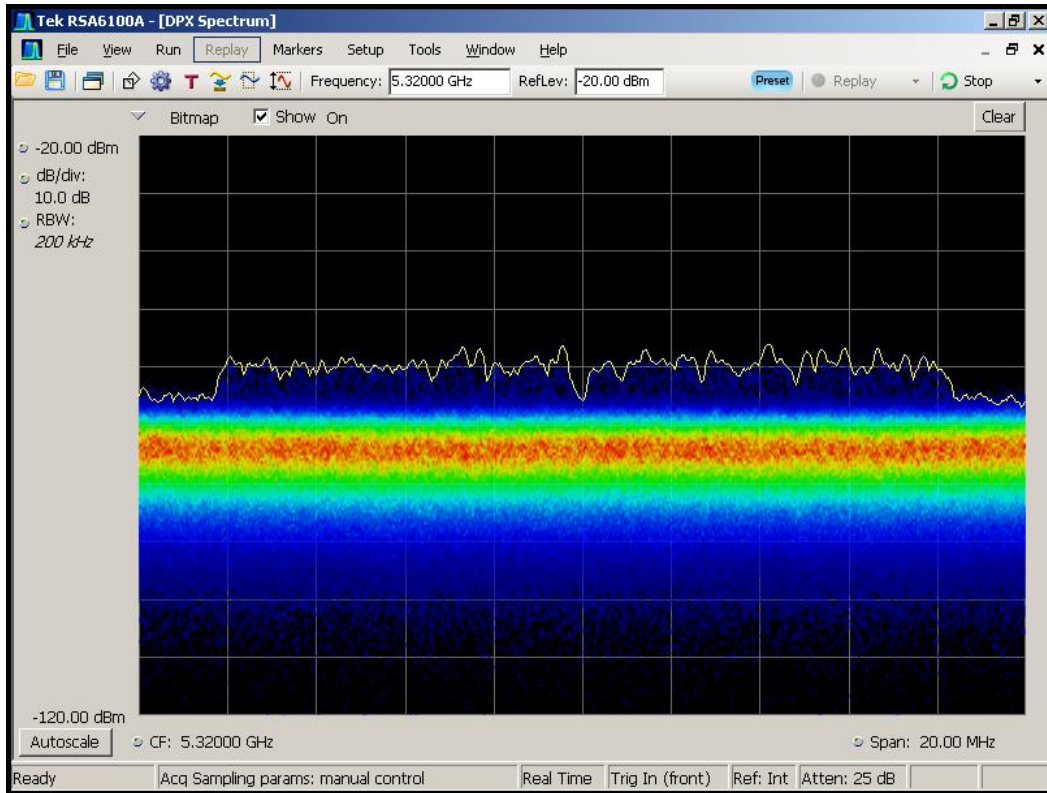 Tek RSA6100A - [DPX Spectrum]
File View Run Replay Markers Setup Tools Window Help
T Frequency: 5.32000 GHz RefLev: -20.00 dBm Preset Replay Stop
Bitmap Show On Clear
-20.00 dBm
dB/div:
10.0 dB
RBW:
200 kHz
-120.00 dBm
Autoscale CF: 5.32000 GHz Span: 20.00 MHz
Ready Acq Sampling params: manual control Real Time Trig In (front) Ref: Int Atten: 25 dB